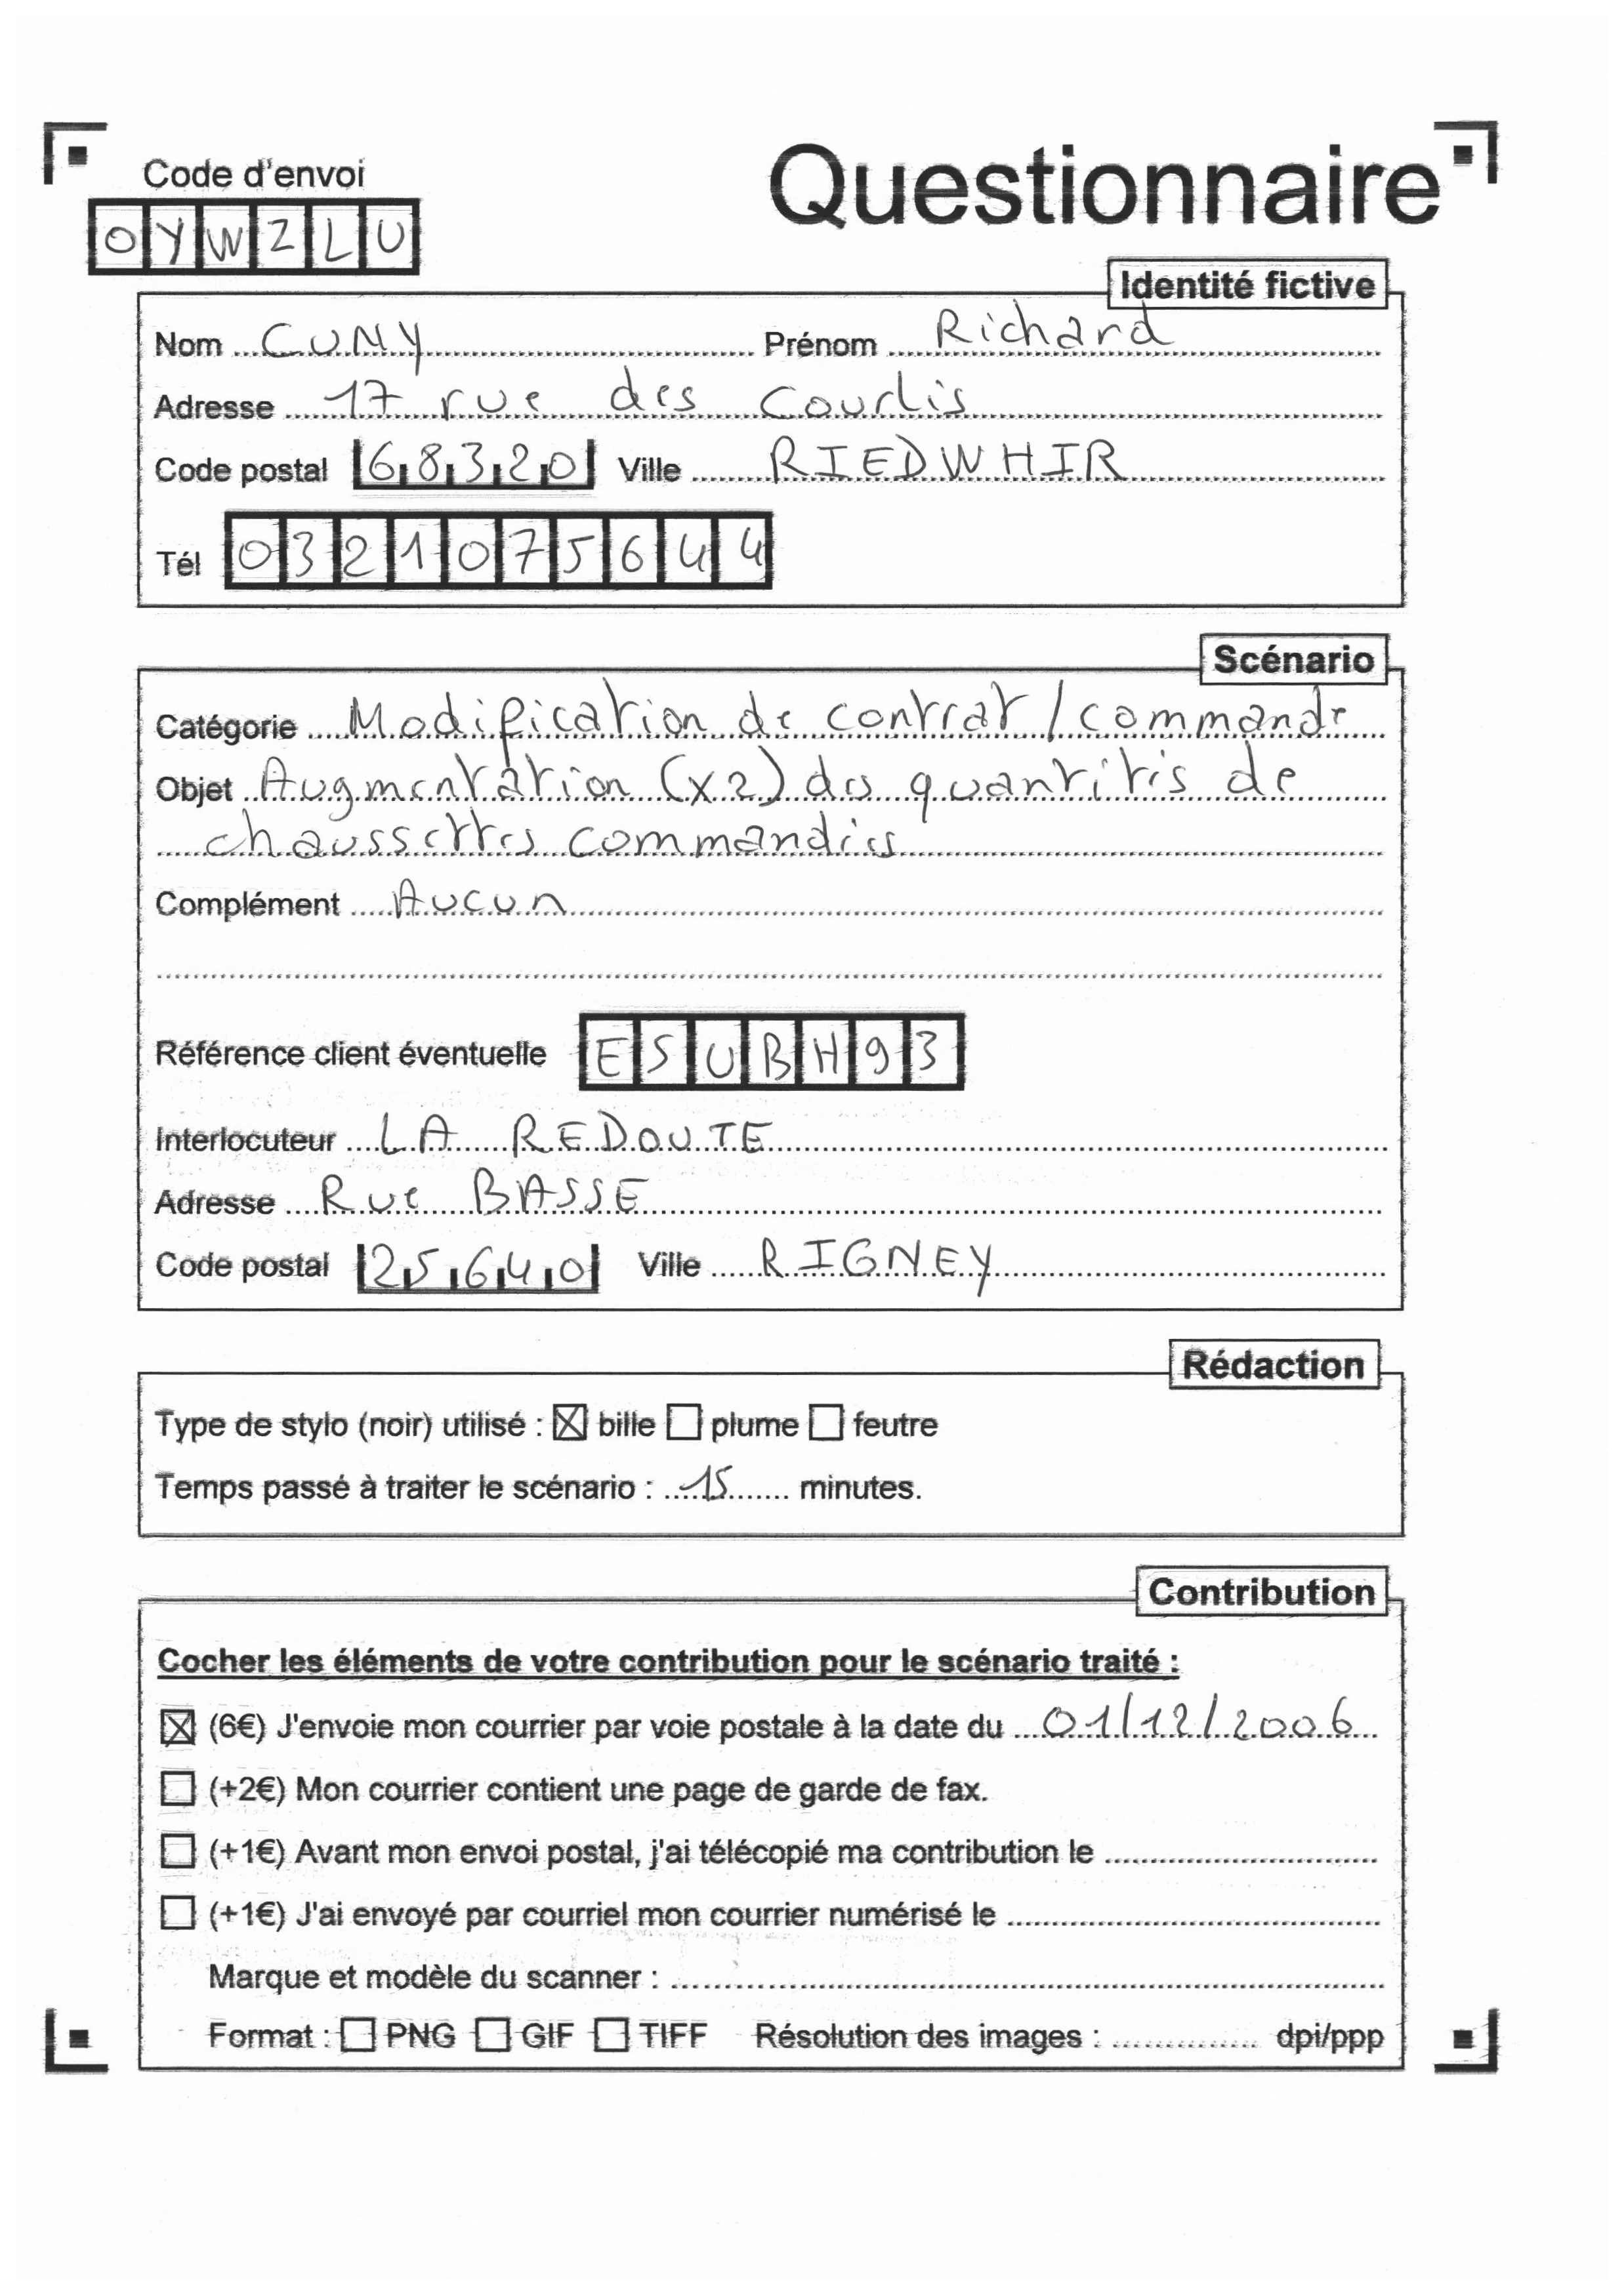 Code d'envoi
Questionnaire
OYWZLU
Identité fictive
Nom CUNY Prénom Richard
Adresse 17 rue des Courlis
Code postal 68320 Ville RIEDWHIR
Tél 0321075644
Scénario
Catégorie Modification de contrat / commande
Objet Augmentation (x2) des quantités de
chaussettes commandées
Complément Aucun
Référence client éventuelle ESUBH93
Interlocuteur LA REDOUTE
Adresse Rue BASSE
Code postal 25640 Ville RIGNEY
Rédaction
Type de stylo (noir) utilisé : ☒ bille ☐ plume ☐ feutre
Temps passé à traiter le scénario : 15 minutes.
Contribution
Cocher les éléments de votre contribution pour le scénario traité :
☒ (6€) J'envoie mon courrier par voie postale à la date du 01/12/2006
☐ (+2€) Mon courrier contient une page de garde de fax.
☐ (+1€) Avant mon envoi postal, j'ai télécopié ma contribution le
☐ (+1€) J'ai envoyé par courriel mon courrier numérisé le
Marque et modèle du scanner :
Format : ☐ PNG ☐ GIF ☐ TIFF Résolution des images : dpi/ppp